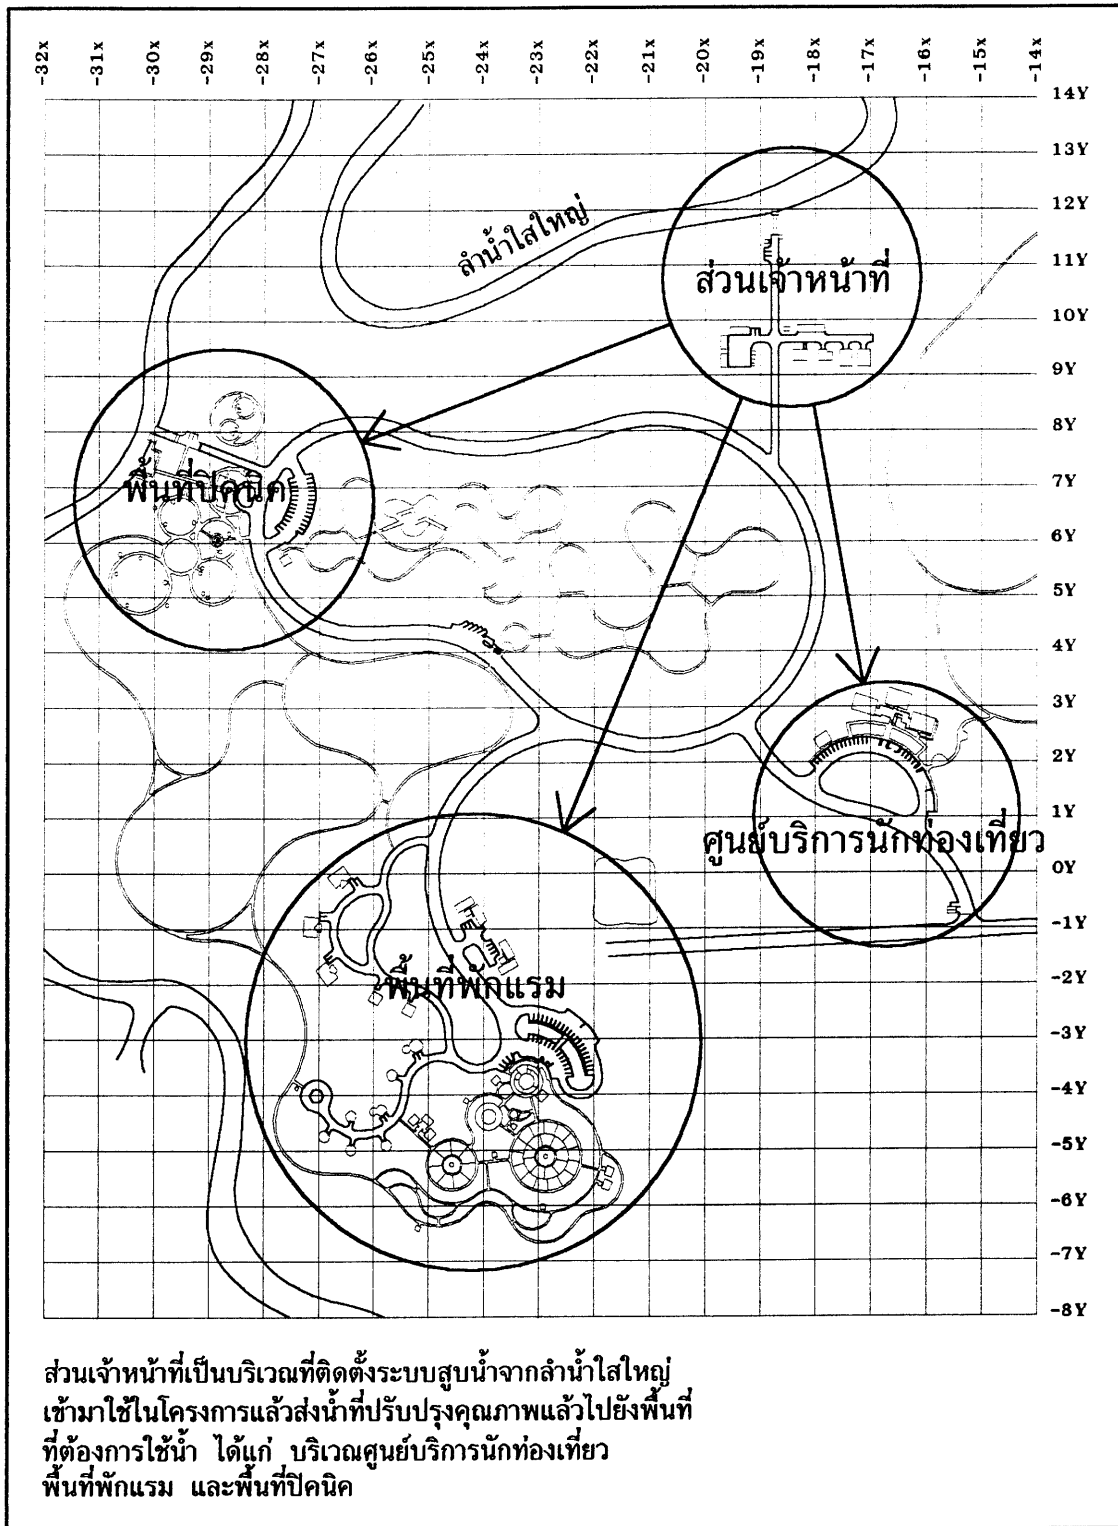 -32x -31x -30x -29x -28x -27x -26x -25x -24x -23x -22x -21x -20x -19x -18x -17x -16x -15x -14x
14Y
13Y
12Y
ลำน้ำใสใหญ่
11Y
ส่วนเจ้าหน้าที่
10Y
9Y
8Y
7Y
พื้นที่ปิคนิค
6Y
5Y
4Y
3Y
2Y
1Y
ศูนย์บริการนักท่องเที่ยว
0Y
-1Y
-2Y
พื้นที่พักแรม
-3Y
-4Y
-5Y
-6Y
-7Y
-8Y
ส่วนเจ้าหน้าที่เป็นบริเวณที่ติดตั้งระบบสูบน้ำจากลำน้ำใสใหญ่
เข้ามาใช้ในโครงการแล้วส่งน้ำที่ปรับปรุงคุณภาพแล้วไปยังพื้นที่
ที่ต้องการใช้น้ำ ได้แก่ บริเวณศูนย์บริการนักท่องเที่ยว
พื้นที่พักแรม และพื้นที่ปิคนิค